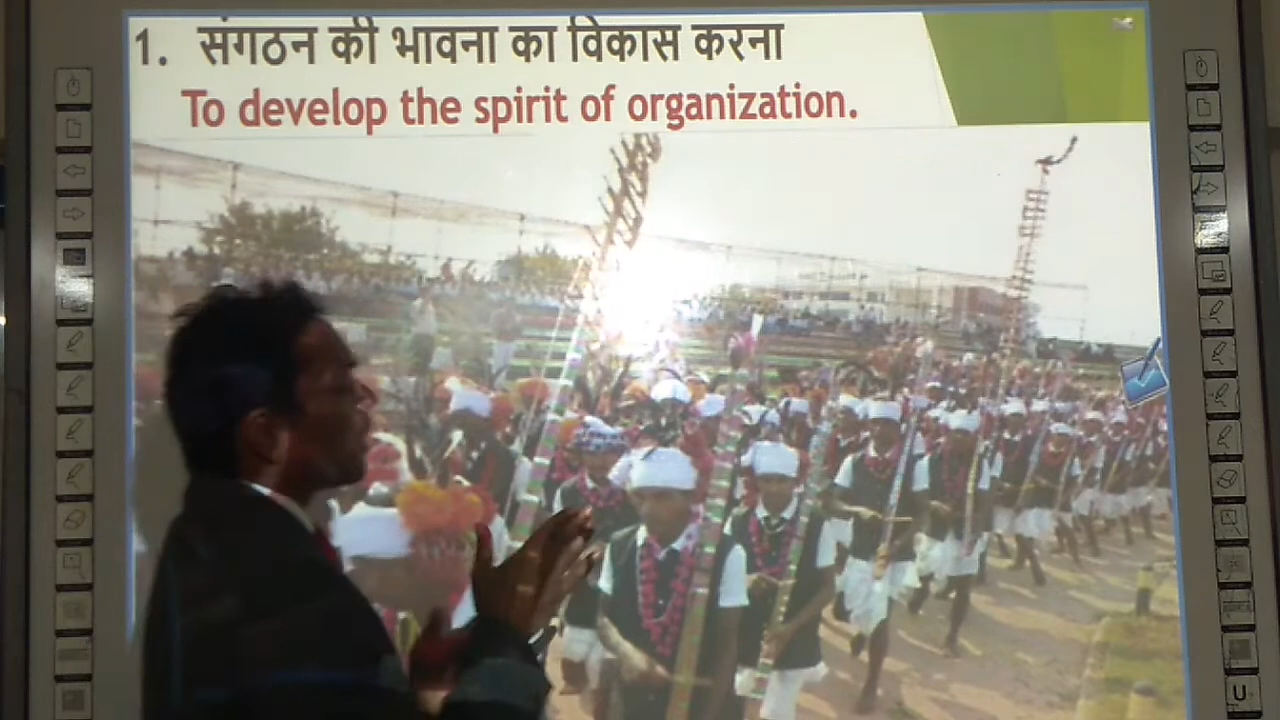 1. संगठन की भावना का विकास करना
To develop the spirit of organization.
U